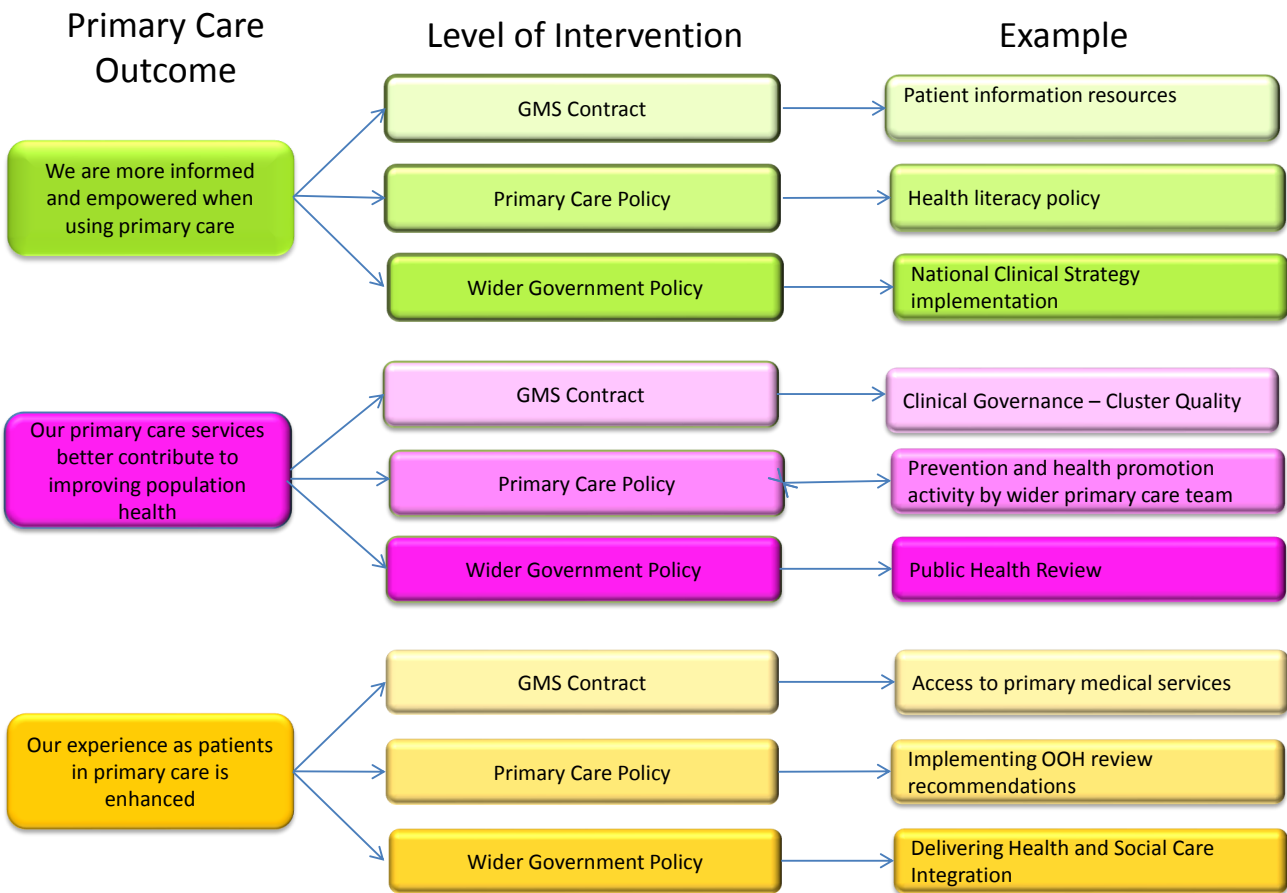 Primary Care
Outcome
Level of Intervention
Example
We are more informed
and empowered when
using primary care
GMS Contract
Patient information resources
Primary Care Policy
Health literacy policy
Wider Government Policy
National Clinical Strategy
implementation
Our primary care services
better contribute to
improving population
health
GMS Contract
Clinical Governance – Cluster Quality
Primary Care Policy
Prevention and health promotion
activity by wider primary care team
Wider Government Policy
Public Health Review
Our experience as patients
in primary care is
enhanced
GMS Contract
Access to primary medical services
Primary Care Policy
Implementing OOH review
recommendations
Wider Government Policy
Delivering Health and Social Care
Integration